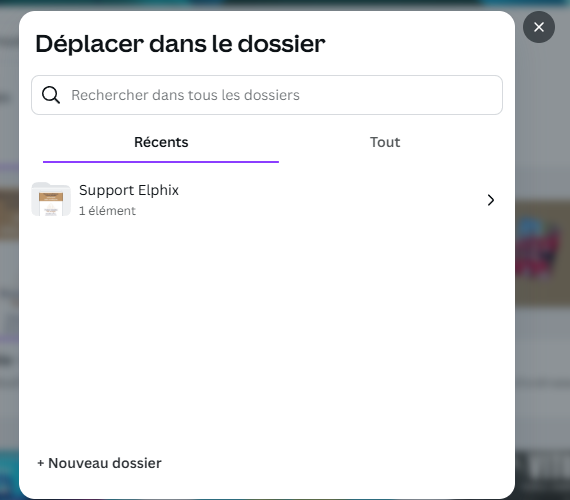 Déplacer dans le dossier
Rechercher dans tous les dossiers
Récents
Tout
Support Elphix
1 élément
+ Nouveau dossier